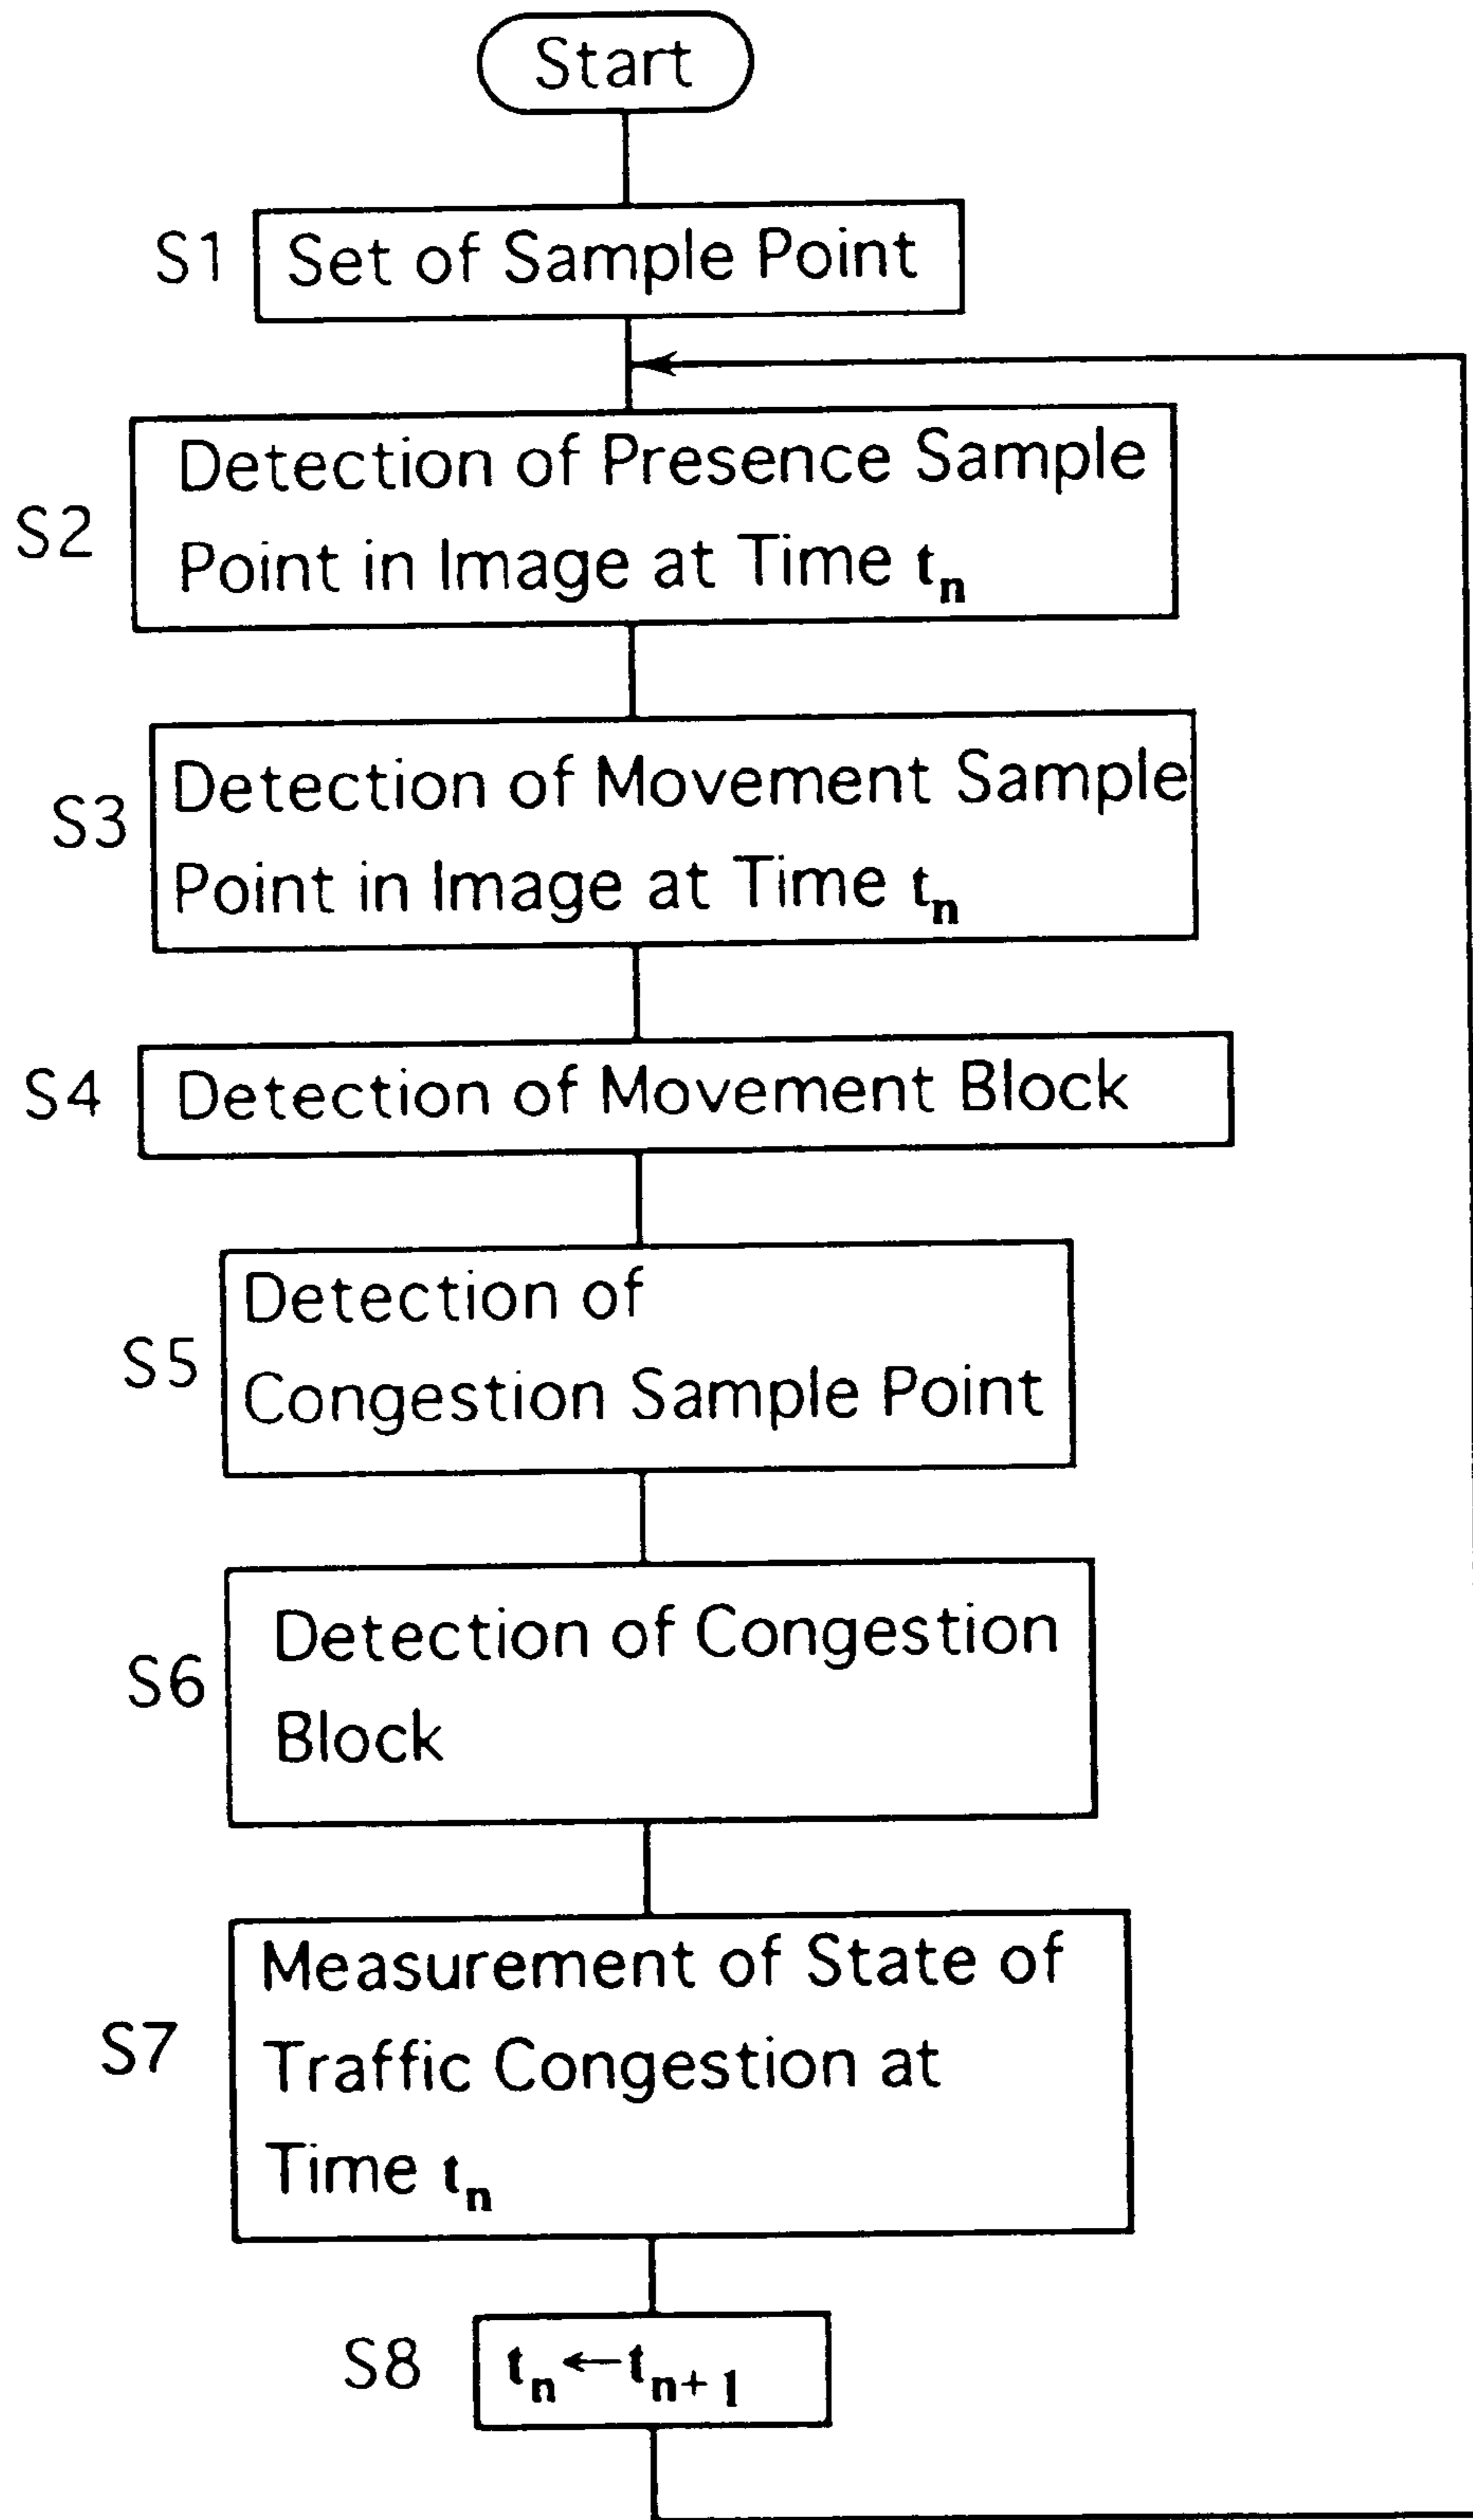 Start
S1 Set of Sample Point
S2
Detection of Presence Sample
Point in Image at Time tn
S3
Detection of Movement Sample
Point in Image at Time tn
S4 Detection of Movement Block
S5
Detection of
Congestion Sample Point
S6
Detection of Congestion
Block
S7
Measurement of State of
Traffic Congestion at
Time tn
S8 tn←tn+1